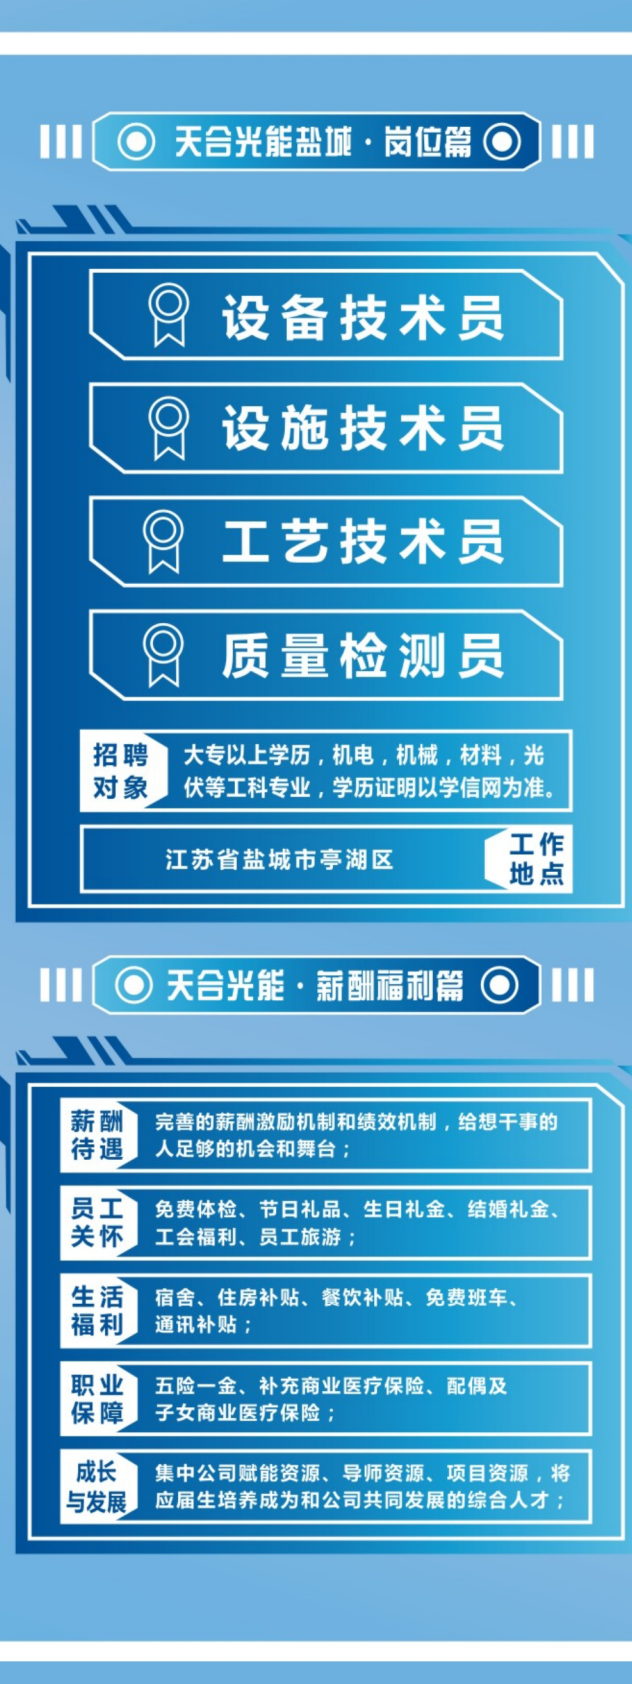 天合光能盐城·岗位篇
设备技术员
设施技术员
工艺技术员
质量检测员
招聘
对象
大专以上学历，机电，机械，材料，光
伏等工科专业，学历证明以学信网为准。
江苏省盐城市亭湖区
工作
地点
天合光能·薪酬福利篇
薪酬
待遇
完善的薪酬激励机制和绩效机制，给想干事的
人足够的机会和舞台；
员工
关怀
免费体检、节日礼品、生日礼金、结婚礼金、
工会福利、员工旅游；
生活
福利
宿舍、住房补贴、餐饮补贴、免费班车、
通讯补贴；
职业
保障
五险一金、补充商业医疗保险、配偶及
子女商业医疗保险；
成长
与发展
集中公司赋能资源、导师资源、项目资源，将
应届生培养成为和公司共同发展的综合人才；